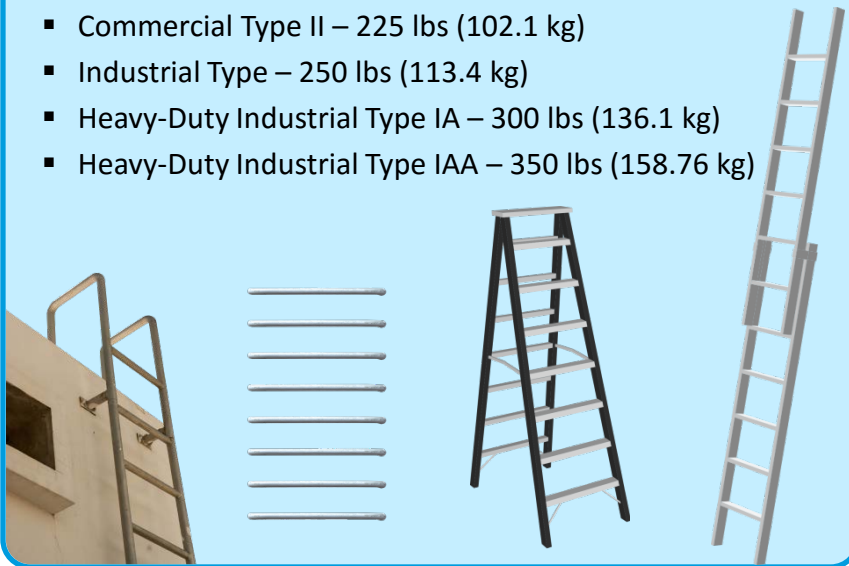 ▪ Commercial Type II – 225 lbs (102.1 kg)
▪ Industrial Type – 250 lbs (113.4 kg)
▪ Heavy-Duty Industrial Type IA – 300 lbs (136.1 kg)
▪ Heavy-Duty Industrial Type IAA – 350 lbs (158.76 kg)